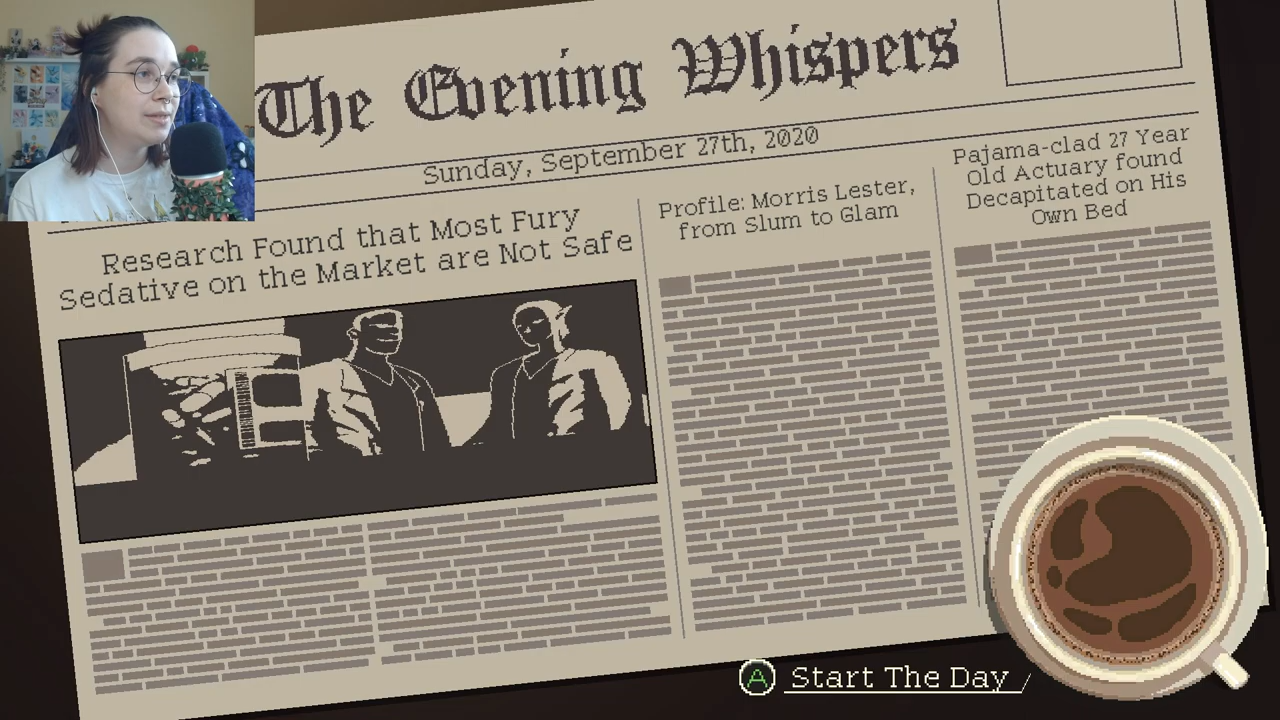 The Evening Whispers
Sunday, September 27th, 2020
Research Found that Most Fury
Sedative on the Market are Not Safe
Profile: Morris Lester,
from Slum to Glam
Pajama-clad 27 Year
Old Actuary found
Decapitated on His
Own Bed
A Start The Day